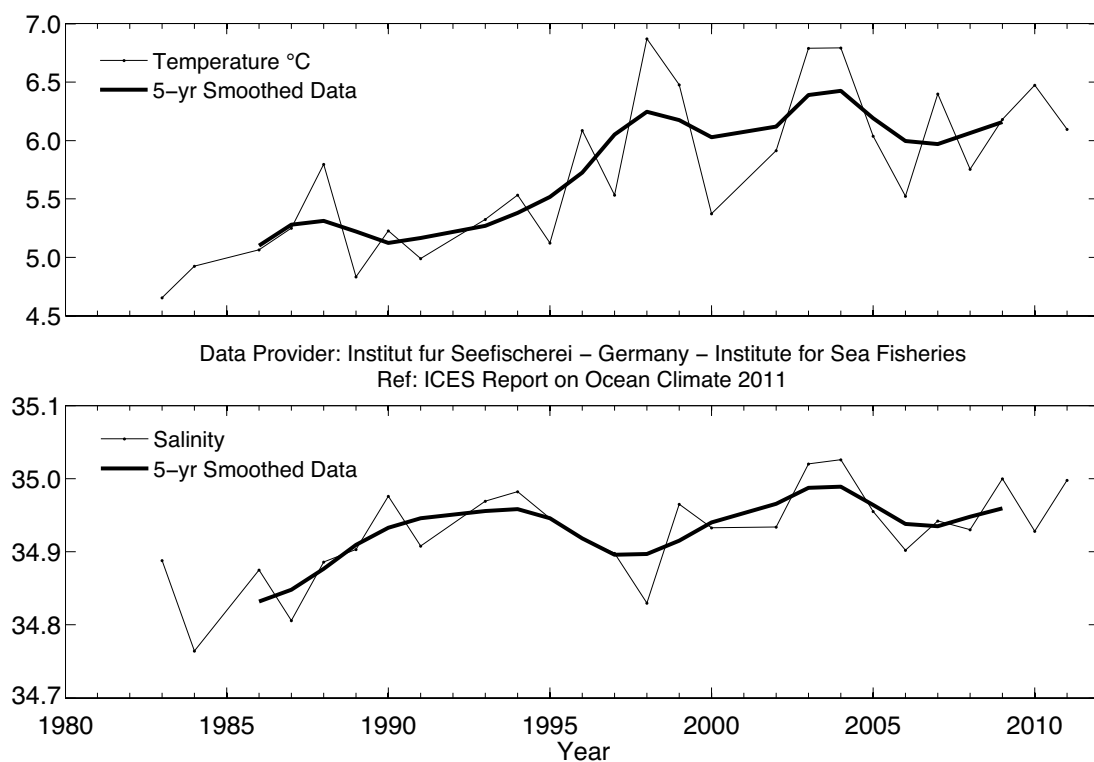 7.0
6.5
6.0
5.5
5.0
4.5
Temperature °C
5−yr Smoothed Data
Data Provider: Institut fur Seefischerei − Germany − Institute for Sea Fisheries
Ref: ICES Report on Ocean Climate 2011
35.1
35.0
34.9
34.8
34.7
Salinity
5−yr Smoothed Data
1980 1985 1990 1995 2000 2005 2010
Year